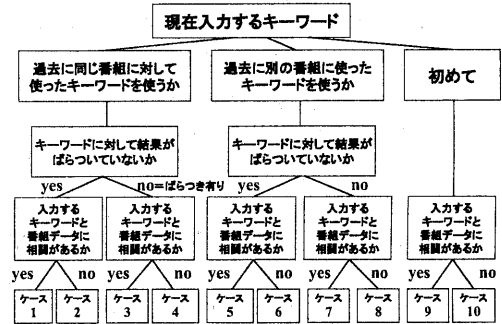 現在入力するキーワード
過去に同じ番組に対して
使ったキーワードを使うか
過去に別の番組に使った
キーワードを使うか
初めて
キーワードに対して結果が
ばらついていないか
キーワードに対して結果が
ばらついていないか
yes no=ばらつき有り yes no
入力する
キーワードと
番組データに
相関があるか
入力する
キーワードと
番組データに
相関があるか
入力する
キーワードと
番組データに
相関があるか
入力する
キーワードと
番組データに
相関があるか
入力する
キーワードと
番組データに
相関があるか
yes no yes no yes no yes no yes no
ケース
1
ケース
2
ケース
3
ケース
4
ケース
5
ケース
6
ケース
7
ケース
8
ケース
9
ケース
10